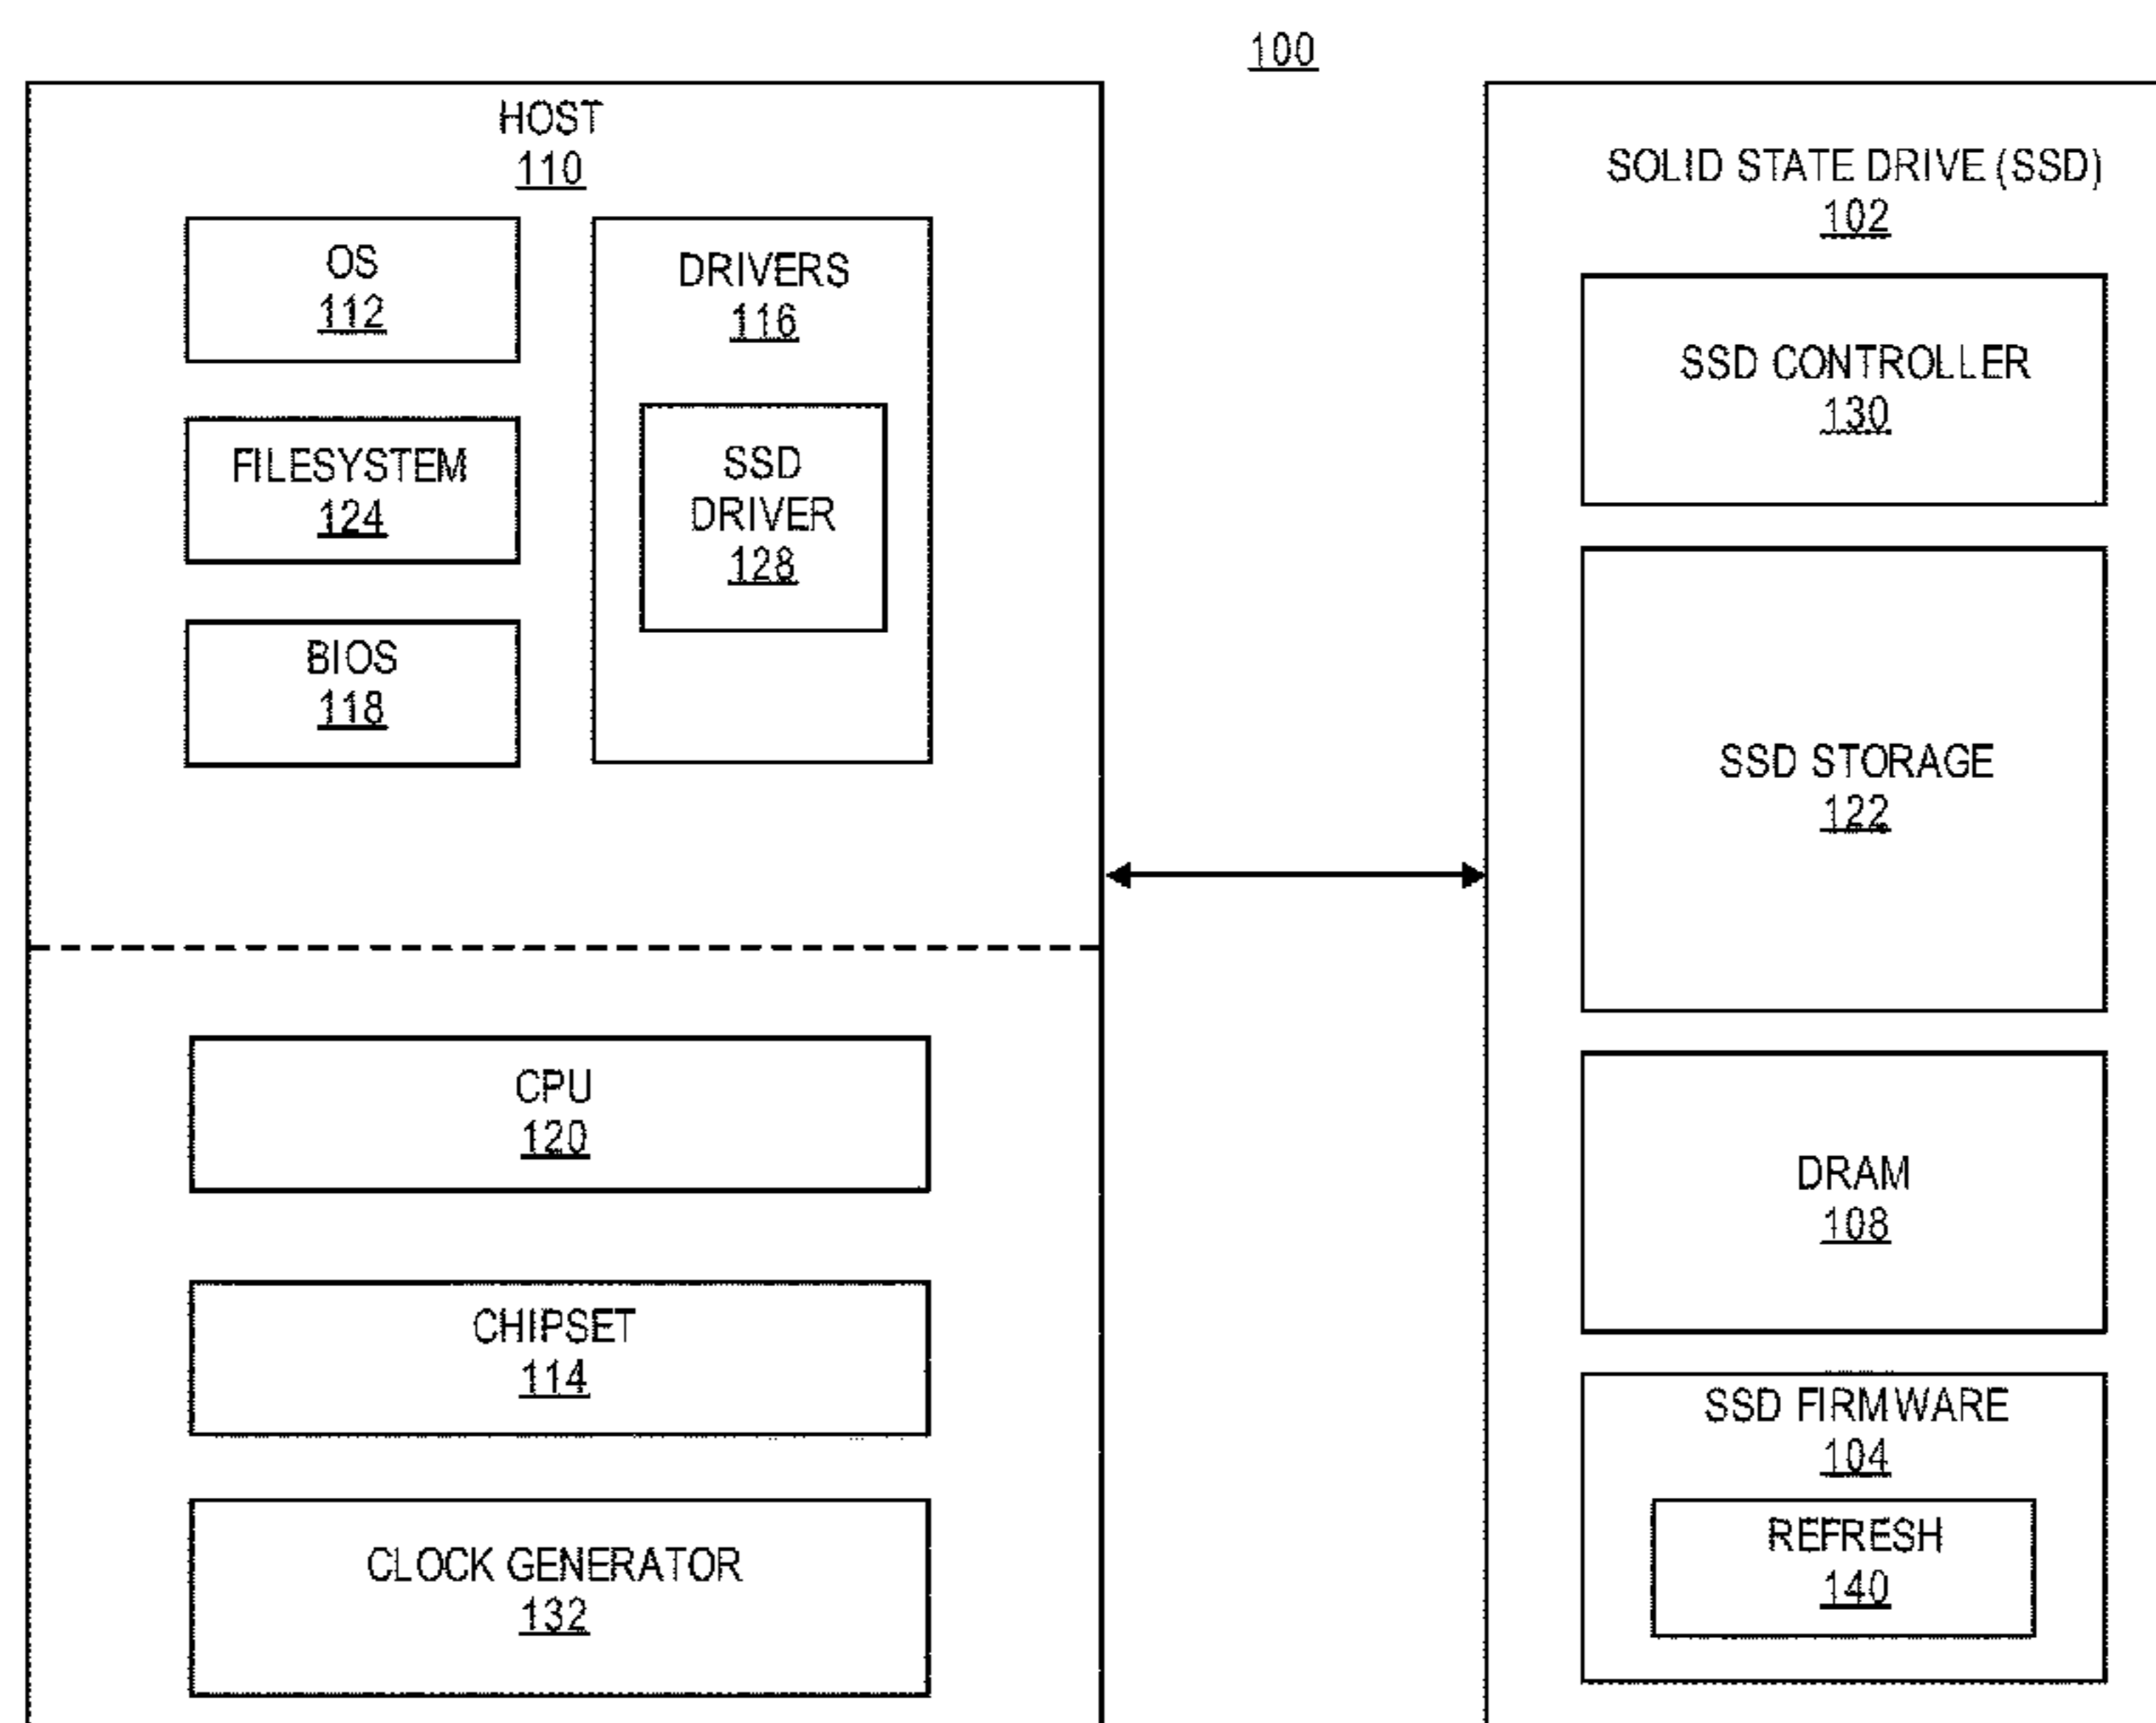 100
HOST
110
OS
112
FILESYSTEM
124
BIOS
118
DRIVERS
116
SSD
DRIVER
128
CPU
120
CHIPSET
114
CLOCK GENERATOR
132
SOLID STATE DRIVE (SSD)
102
SSD CONTROLLER
130
SSD STORAGE
122
DRAM
108
SSD FIRMWARE
104
REFRESH
140